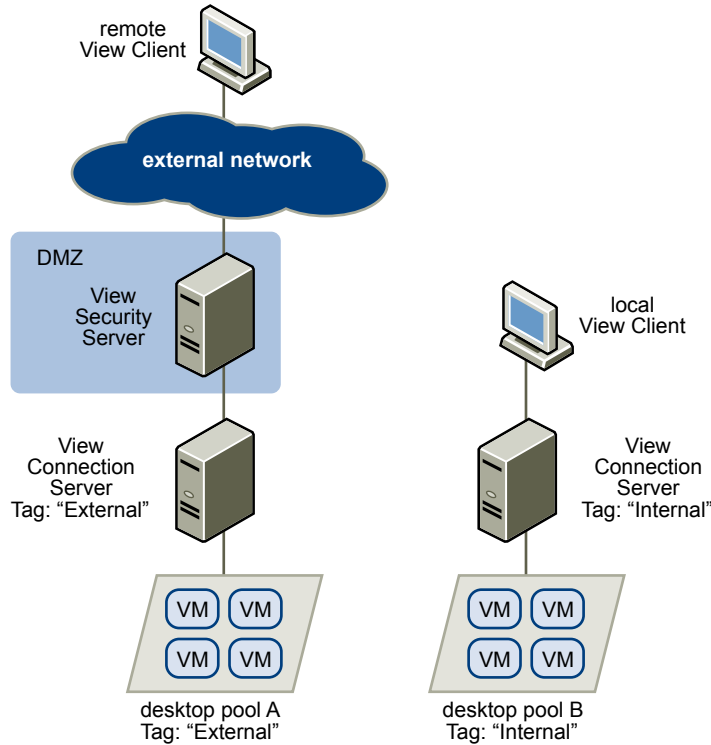 remote
View Client
external network
DMZ
View
Security
Server
local
View Client
View
Connection
Server
Tag: “External”
View
Connection
Server
Tag: “Internal”
VM
VM
VM
VM
VM
VM
VM
VM
desktop pool A
Tag: “External”
desktop pool B
Tag: “Internal”